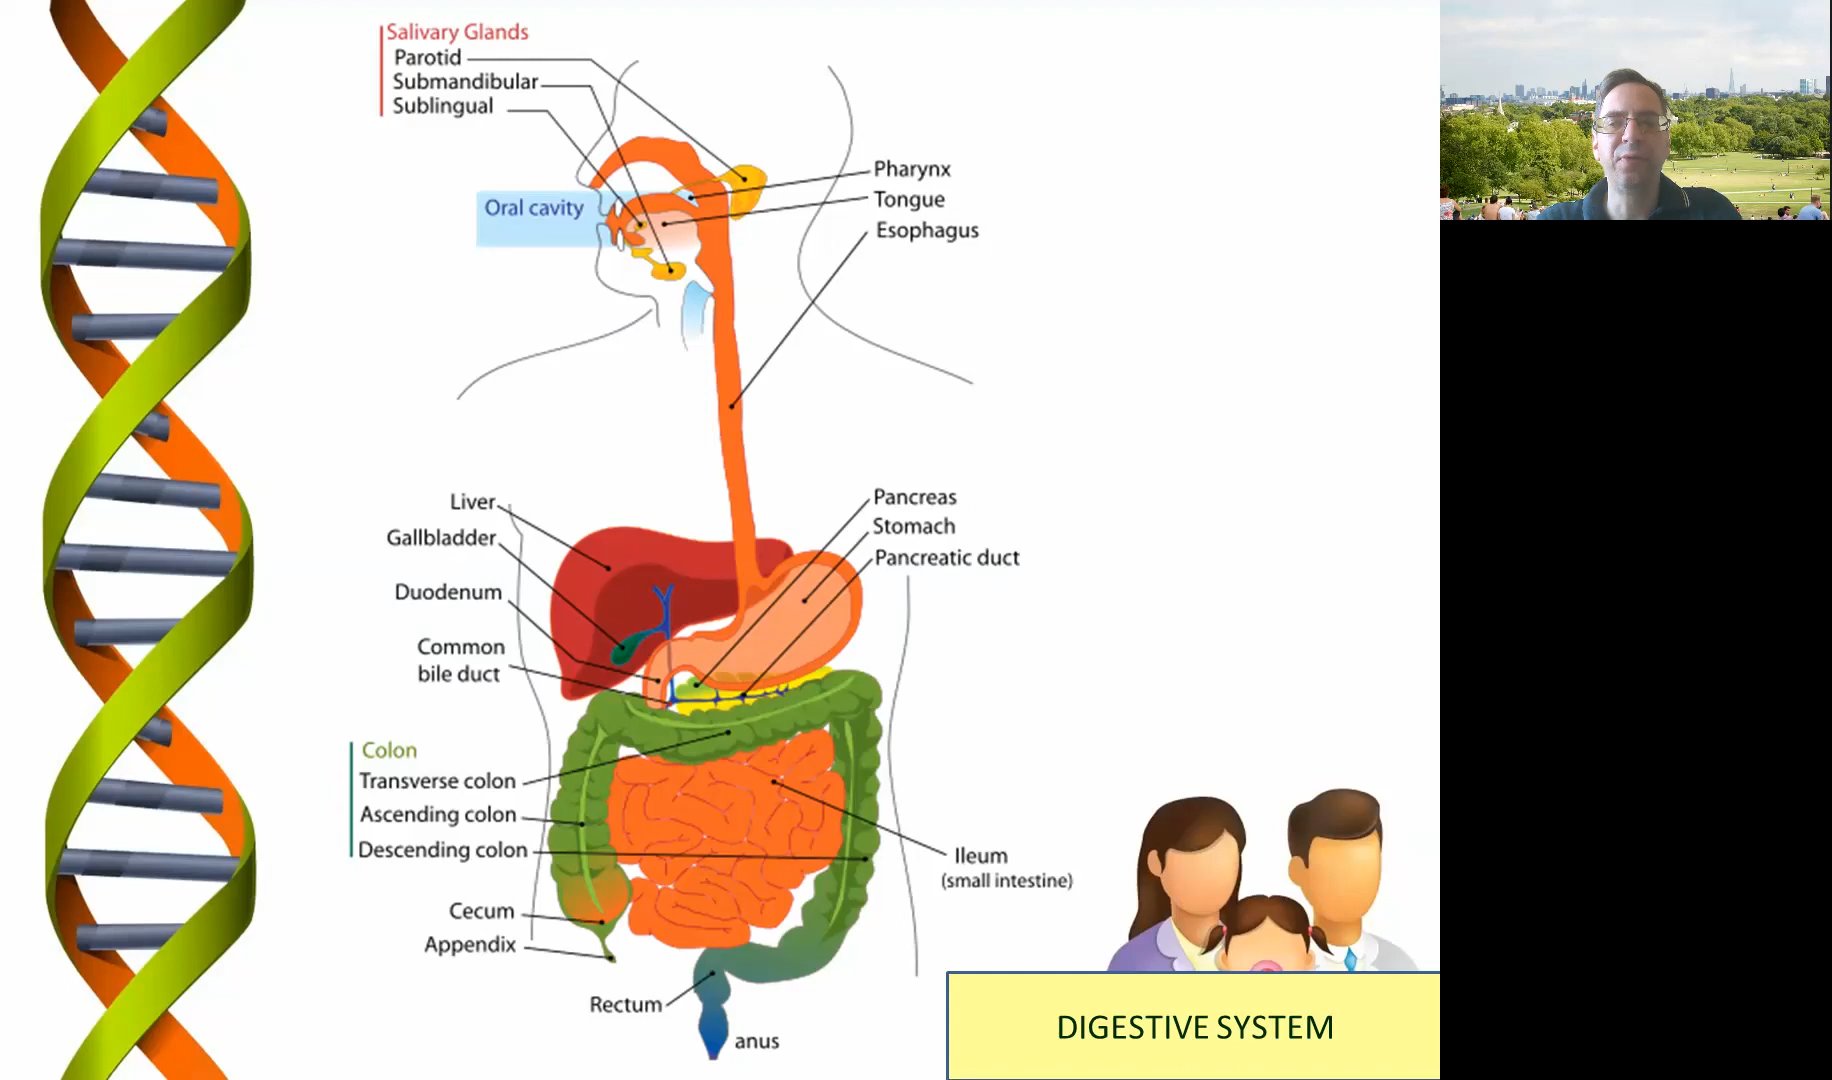 Salivary Glands
Parotid
Submandibular
Sublingual
Oral cavity
Pharynx
Tongue
Esophagus
Liver
Gallbladder
Duodenum
Common
bile duct
Pancreas
Stomach
Pancreatic duct
Colon
Transverse colon
Ascending colon
Descending colon
Cecum
Appendix
Rectum
anus
Ileum
(small intestine)
DIGESTIVE SYSTEM